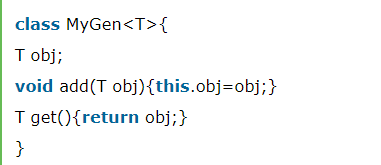 class MyGen<T>{
T obj;
void add(T obj){this.obj=obj;}
T get(){return obj;}
}